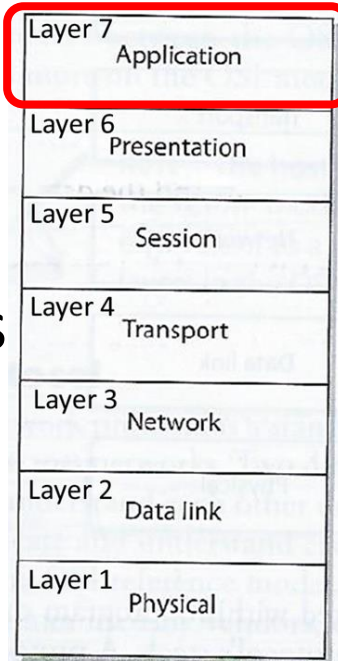 Layer 7
Application
Layer 6
Presentation
Layer 5
Session
S
Layer 4
Transport
Layer 3
Network
Layer 2
Data link
Layer 1
Physical